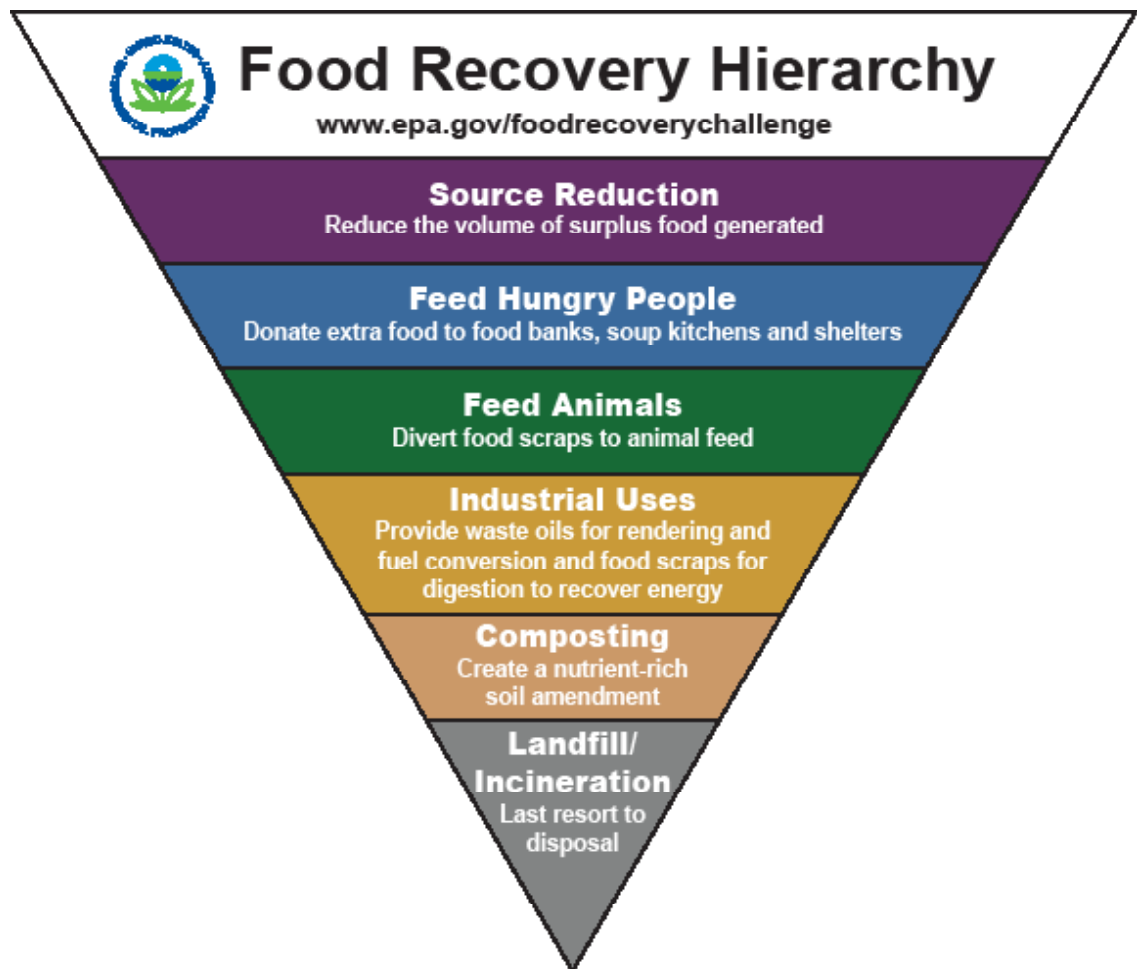 Food Recovery Hierarchy
www.epa.gov/foodrecoverychallenge
Source Reduction
Reduce the volume of surplus food generated
Feed Hungry People
Donate extra food to food banks, soup kitchens and shelters
Feed Animals
Divert food scraps to animal feed
Industrial Uses
Provide waste oils for rendering and
fuel conversion and food scraps for
digestion to recover energy
Composting
Create a nutrient-rich
soil amendment
Landfill/
Incineration
Last resort to
disposal